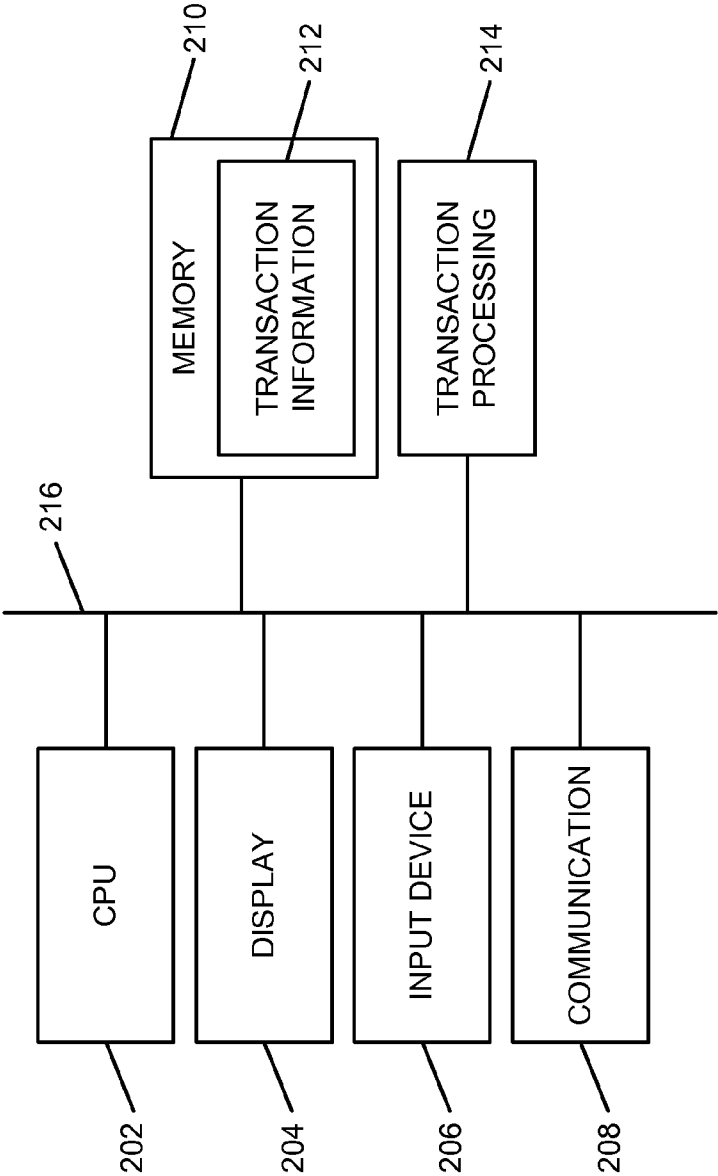 210
212
214
MEMORY
TRANSACTION
INFORMATION
TRANSACTION
PROCESSING
216
CPU
DISPLAY
INPUT DEVICE
COMMUNICATION
202
204
206
208